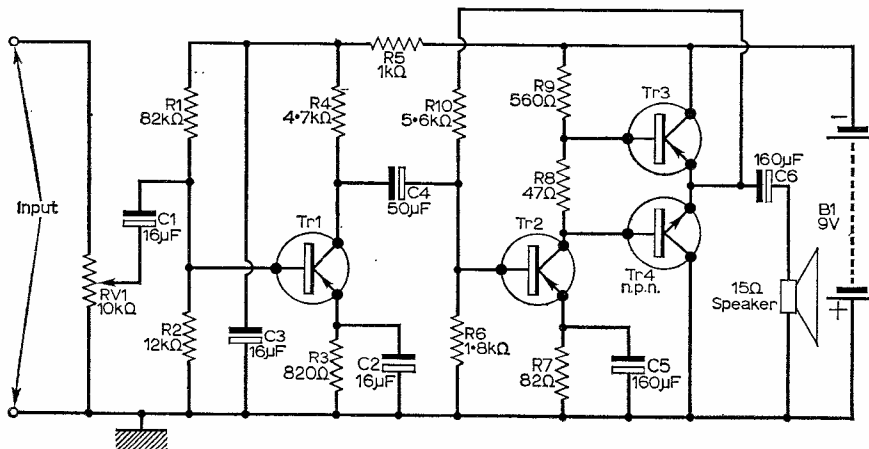 Input
RV1
10kΩ
C1
16µF
R1
82kΩ
R2
12kΩ
C3
16µF
R4
4·7kΩ
R5
1kΩ
Tr1
R3
820Ω
C2
16µF
C4
50µF
R10
5·6kΩ
R6
1·8kΩ
R9
560Ω
R8
47Ω
Tr2
R7
82Ω
C5
160µF
Tr3
Tr4
n.p.n.
160µF
C6
15Ω
Speaker
−
B1
9V
+